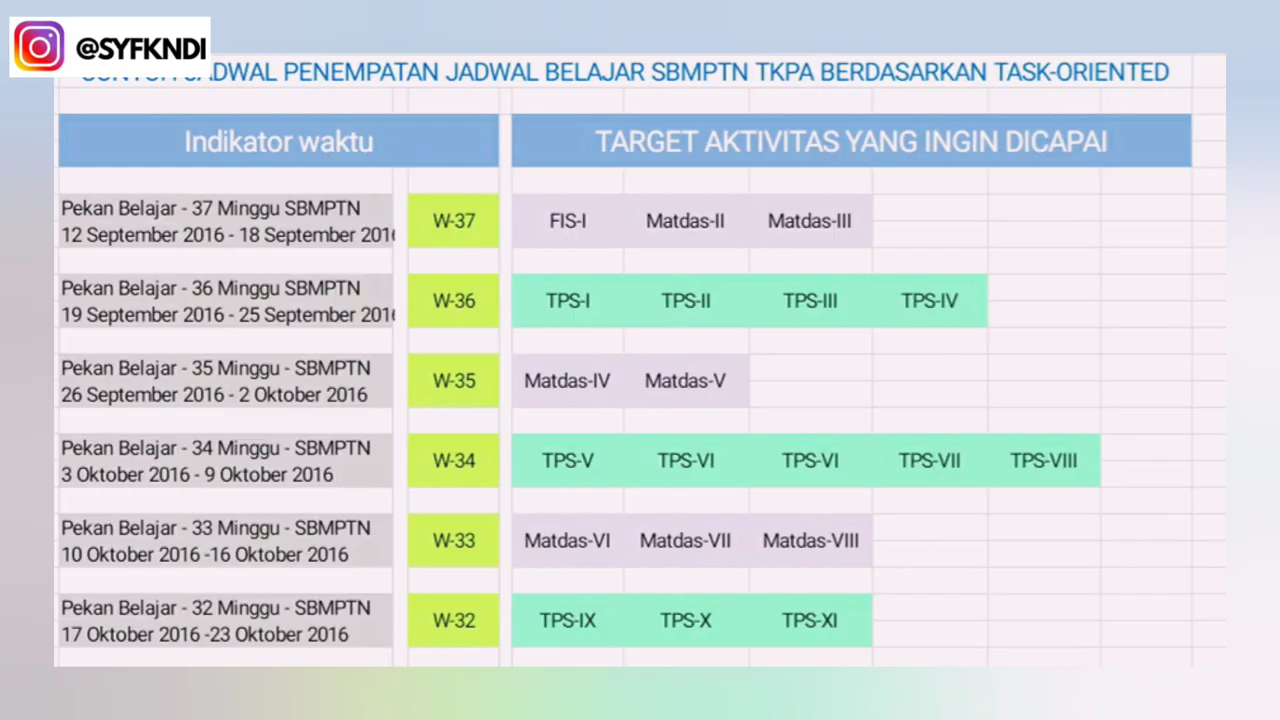 @SYFKNDI
JADWAL PENEMPATAN JADWAL BELAJAR SBMPTN TKPA BERDASARKAN TASK-ORIENTED
Indikator waktu
TARGET AKTIVITAS YANG INGIN DICAPAI
Pekan Belajar - 37 Minggu SBMPTN
12 September 2016 - 18 September 2016
W-37
FIS-I Matdas-II Matdas-III
Pekan Belajar - 36 Minggu SBMPTN
19 September 2016 - 25 September 2016
W-36
TPS-I TPS-II TPS-III TPS-IV
Pekan Belajar - 35 Minggu - SBMPTN
26 September 2016 - 2 Oktober 2016
W-35
Matdas-IV Matdas-V
Pekan Belajar - 34 Minggu - SBMPTN
3 Oktober 2016 - 9 Oktober 2016
W-34
TPS-V TPS-VI TPS-VI TPS-VII TPS-VIII
Pekan Belajar - 33 Minggu - SBMPTN
10 Oktober 2016 -16 Oktober 2016
W-33
Matdas-VI Matdas-VII Matdas-VIII
Pekan Belajar - 32 Minggu - SBMPTN
17 Oktober 2016 -23 Oktober 2016
W-32
TPS-IX TPS-X TPS-XI